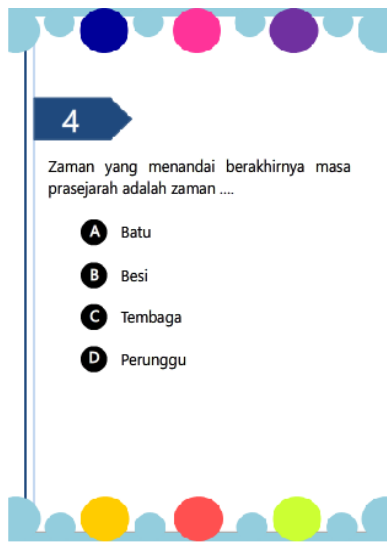 4
Zaman yang menandai berakhirnya masa
prasejarah adalah zaman ....
A Batu
B Besi
C Tembaga
D Perunggu